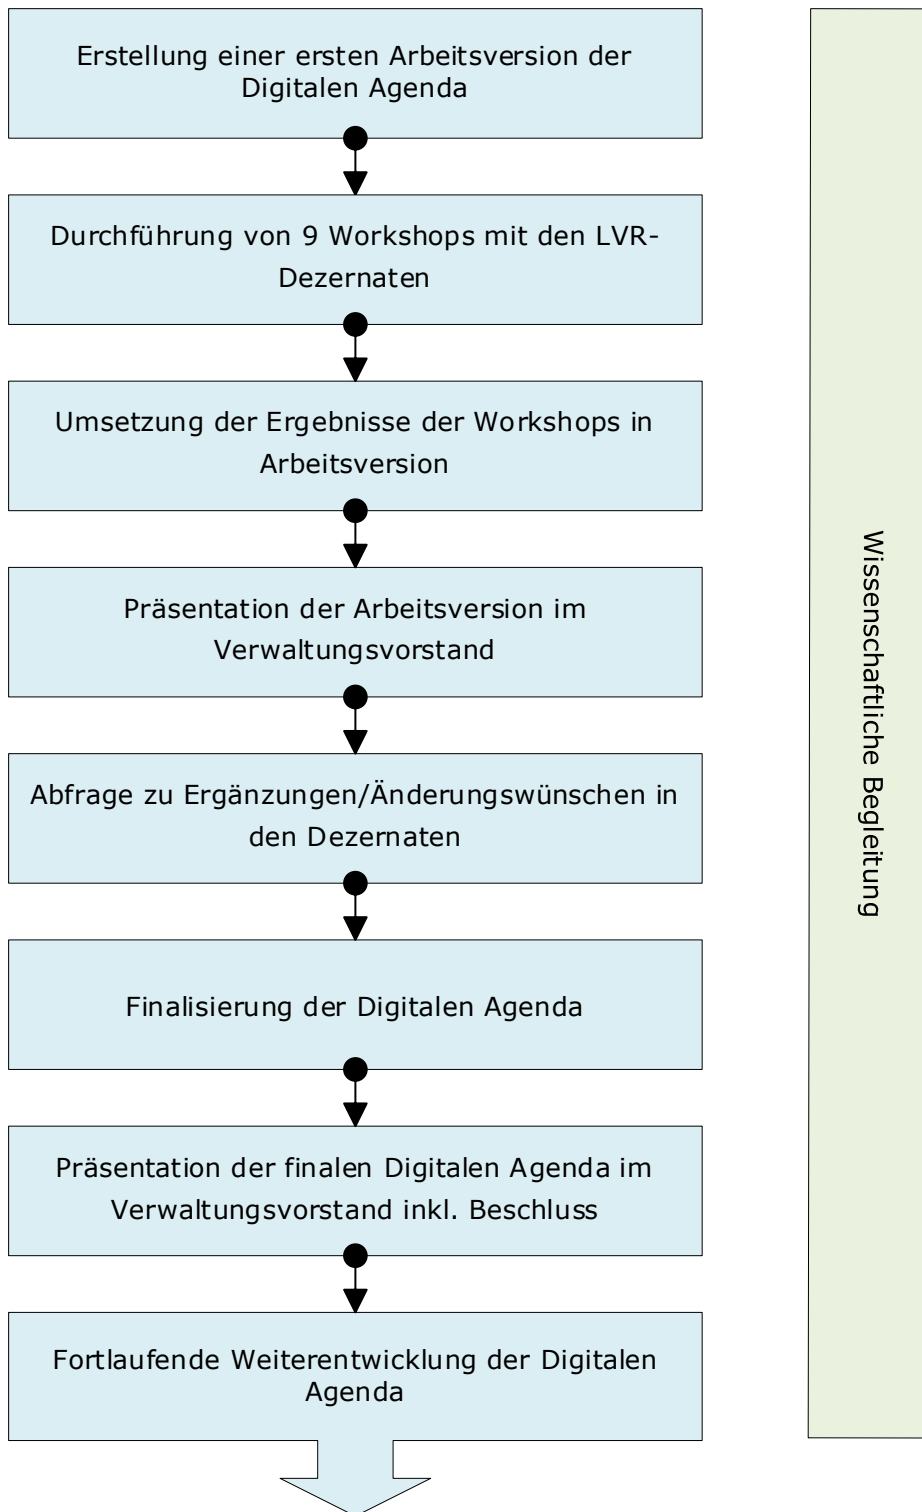 Erstellung einer ersten Arbeitsversion der
Digitalen Agenda
Durchführung von 9 Workshops mit den LVR-
Dezernaten
Umsetzung der Ergebnisse der Workshops in
Arbeitsversion
Präsentation der Arbeitsversion im
Verwaltungsvorstand
Abfrage zu Ergänzungen/Änderungswünschen in
den Dezernaten
Finalisierung der Digitalen Agenda
Präsentation der finalen Digitalen Agenda im
Verwaltungsvorstand inkl. Beschluss
Fortlaufende Weiterentwicklung der Digitalen
Agenda
Wissenschaftliche Begleitung